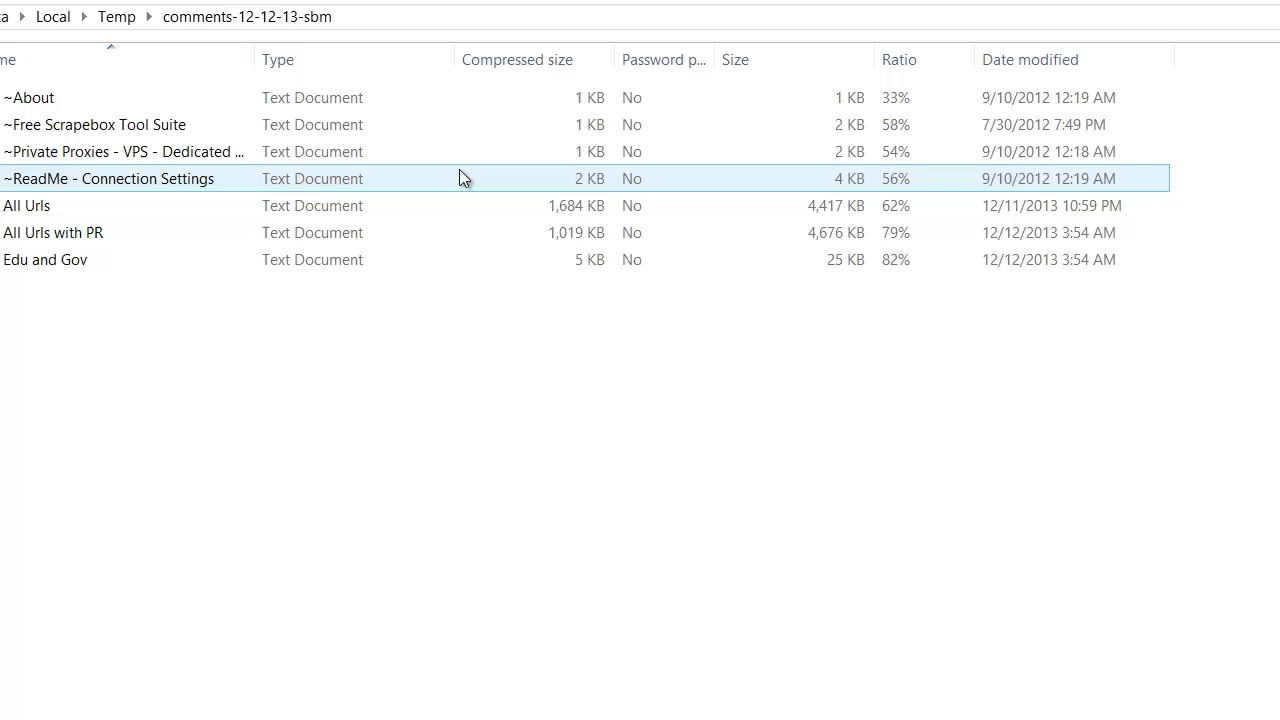 a Local Temp comments-12-12-13-sbm
me Type Compressed size Password p... Size Ratio Date modified
~About Text Document 1 KB No 1 KB 33% 9/10/2012 12:19 AM
~Free Scrapebox Tool Suite Text Document 1 KB No 2 KB 58% 7/30/2012 7:49 PM
~Private Proxies - VPS - Dedicated ... Text Document 1 KB No 2 KB 54% 9/10/2012 12:18 AM
~ReadMe - Connection Settings Text Document 2 KB No 4 KB 56% 9/10/2012 12:19 AM
All Urls Text Document 1,684 KB No 4,417 KB 62% 12/11/2013 10:59 PM
All Urls with PR Text Document 1,019 KB No 4,676 KB 79% 12/12/2013 3:54 AM
Edu and Gov Text Document 5 KB No 25 KB 82% 12/12/2013 3:54 AM